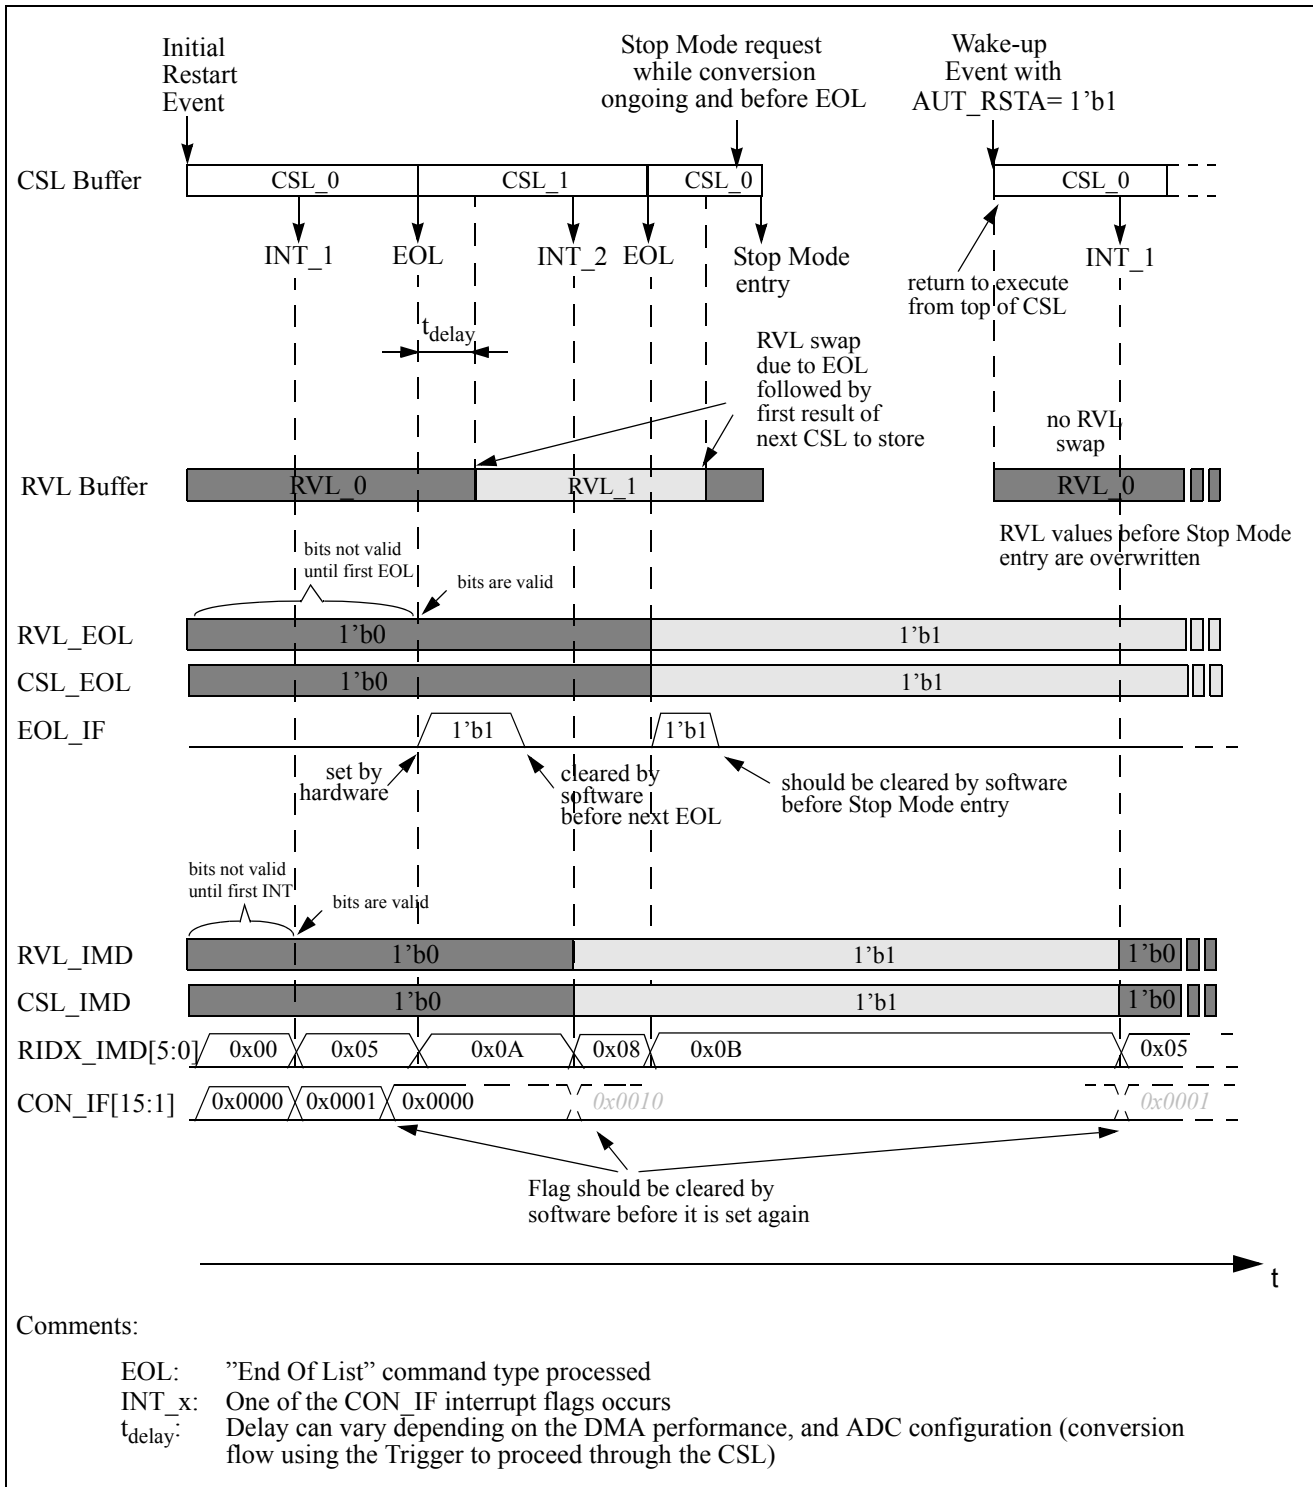 Initial
Restart
Event
Stop Mode request
while conversion
ongoing and before EOL
Wake-up
Event with
AUT_RSTA= 1’b1
CSL Buffer
CSL_0
CSL_1
CSL_0
CSL_0
INT_1
EOL
INT_2
EOL
Stop Mode
entry
INT_1
return to execute
from top of CSL
tdelay
RVL swap
due to EOL
followed by
first result of
next CSL to store
no RVL
swap
RVL Buffer
RVL_0
RVL_1
RVL_0
RVL values before Stop Mode
entry are overwritten
bits not valid
until first EOL
bits are valid
RVL_EOL
1’b0
1’b1
CSL_EOL
1’b0
1’b1
EOL_IF
1’b1
1’b1
set by
hardware
cleared by
software
before next EOL
should be cleared by software
before Stop Mode entry
bits not valid
until first INT
bits are valid
RVL_IMD
1’b0
1’b1
1’b0
CSL_IMD
1’b0
1’b1
1’b0
RIDX_IMD[5:0]
0x00
0x05
0x0A
0x08
0x0B
0x05
CON_IF[15:1]
0x0000
0x0001
0x0000
0x0010
0x0001
Flag should be cleared by
software before it is set again
t
Comments:
EOL: ”End Of List” command type processed
INT_x: One of the CON_IF interrupt flags occurs
tdelay: Delay can vary depending on the DMA performance, and ADC configuration (conversion
flow using the Trigger to proceed through the CSL)